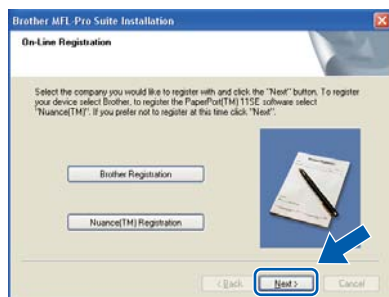 Brother MFL-Pro Suite Installation
On-Line Registration
Select the company you would like to register with and click the "Next" button. To register
your device select Brother, to register the PaperPort(TM) 11SE software select
"Nuance(TM)". If you prefer not to register at this time click "Next".
Brother Registration
Nuance(TM) Registration
< Back
Next >
Cancel